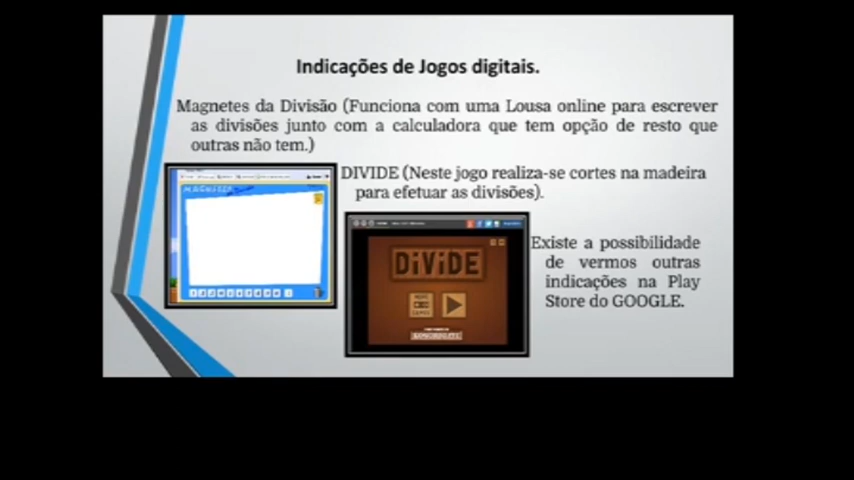 Indicações de Jogos digitais.
Magnetes da Divisão (Funciona com uma Lousa online para escrever
as divisões junto com a calculadora que tem opção de resto que
outras não tem.)
DIVIDE (Neste jogo realiza-se cortes na madeira
para efetuar as divisões).
DIVIDE
Existe a possibilidade
de vermos outras
indicações na Play
Store do GOOGLE.